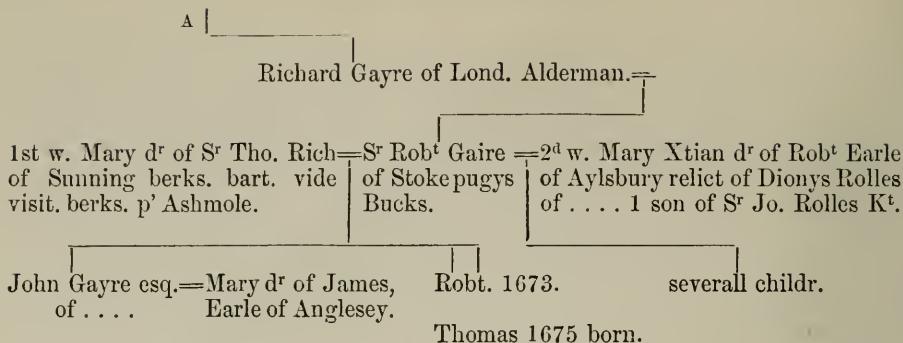 A
Richard Gayre of Lond. Alderman.=
1st w. Mary dʳ of Sʳ Tho. Rich=Sʳ Robᵗ Gaire =2ᵈ w. Mary Xtian dʳ of Robᵗ Earle
of Sunning berks. bart. vide of Stoke pugys of Aylsbury relict of Dionys Rolles
visit. berks. p' Ashmole. Bucks. of . . . . 1 son of Sʳ Jo. Rolles Kᵗ.
John Gayre esq.=Mary dʳ of James, Robt. 1673. severall childr.
of . . . . Earle of Anglesey.
Thomas 1675 born.